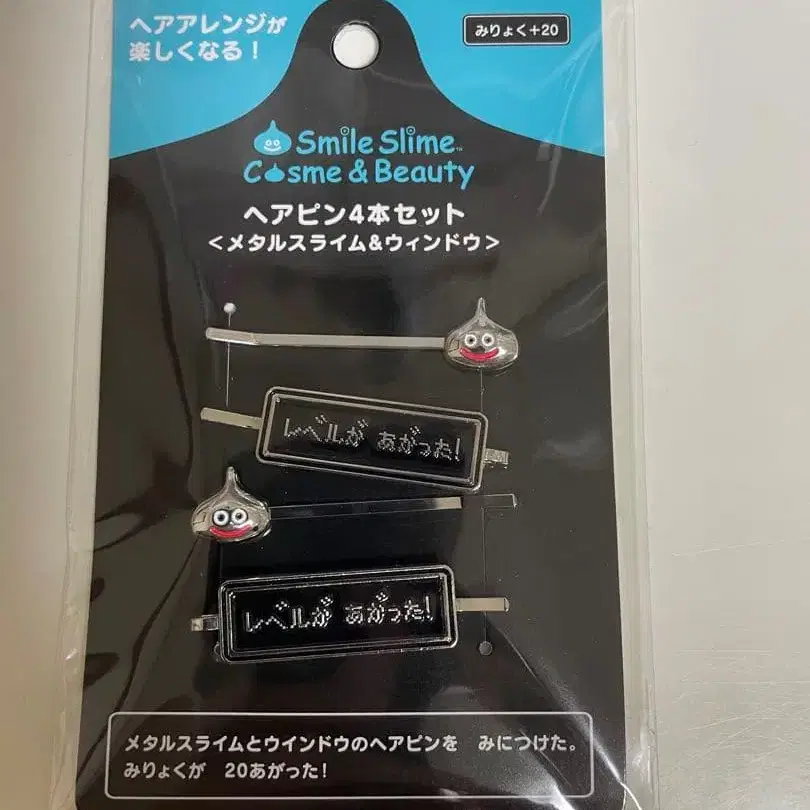 ヘアアレンジが
楽しくなる！
みりょく+20
Smile Slime™
Cosme & Beauty
ヘアピン4本セット
＜メタルスライム&ウィンドウ＞
レベルが あがった!
レベルが あがった!
メタルスライムとウインドウのヘアピンを　みにつけた。
みりょくが　20あがった!